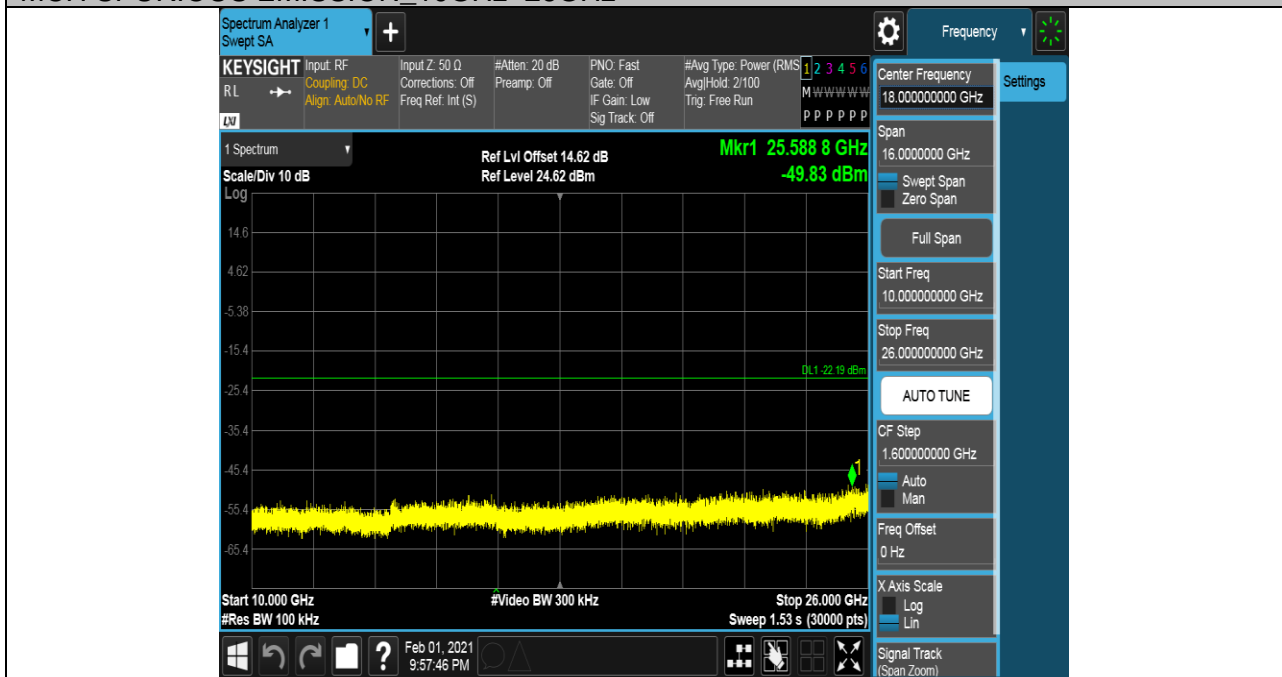 Spectrum Analyzer 1
Swept SA
+
Frequency
KEYSIGHT
RL
LXI
Input: RF
Coupling: DC
Align: Auto/No RF
Input Z: 50 Ω
Corrections: Off
Freq Ref: Int (S)
#Atten: 20 dB
Preamp: Off
PNO: Fast
Gate: Off
IF Gain: Low
Sig Track: Off
#Avg Type: Power (RMS
Avg|Hold: 2/100
Trig: Free Run
1 2 3 4 5 6
M W W W W W
P P P P P P
1 Spectrum
Scale/Div 10 dB
Ref Lvl Offset 14.62 dB
Ref Level 24.62 dBm
Mkr1 25.588 8 GHz
-49.83 dBm
Log
14.6
4.62
-5.38
-15.4
DL1 -22.19 dBm
-25.4
-35.4
-45.4
1
-55.4
-65.4
Start 10.000 GHz
#Res BW 100 kHz
#Video BW 300 kHz
Stop 26.000 GHz
Sweep 1.53 s (30000 pts)
?
Feb 01, 2021
9:57:46 PM
Center Frequency
18.000000000 GHz
Settings
Span
16.0000000 GHz
Swept Span
Zero Span
Full Span
Start Freq
10.000000000 GHz
Stop Freq
26.000000000 GHz
AUTO TUNE
CF Step
1.600000000 GHz
Auto
Man
Freq Offset
0 Hz
X Axis Scale
Log
Lin
Signal Track
(Span Zoom)